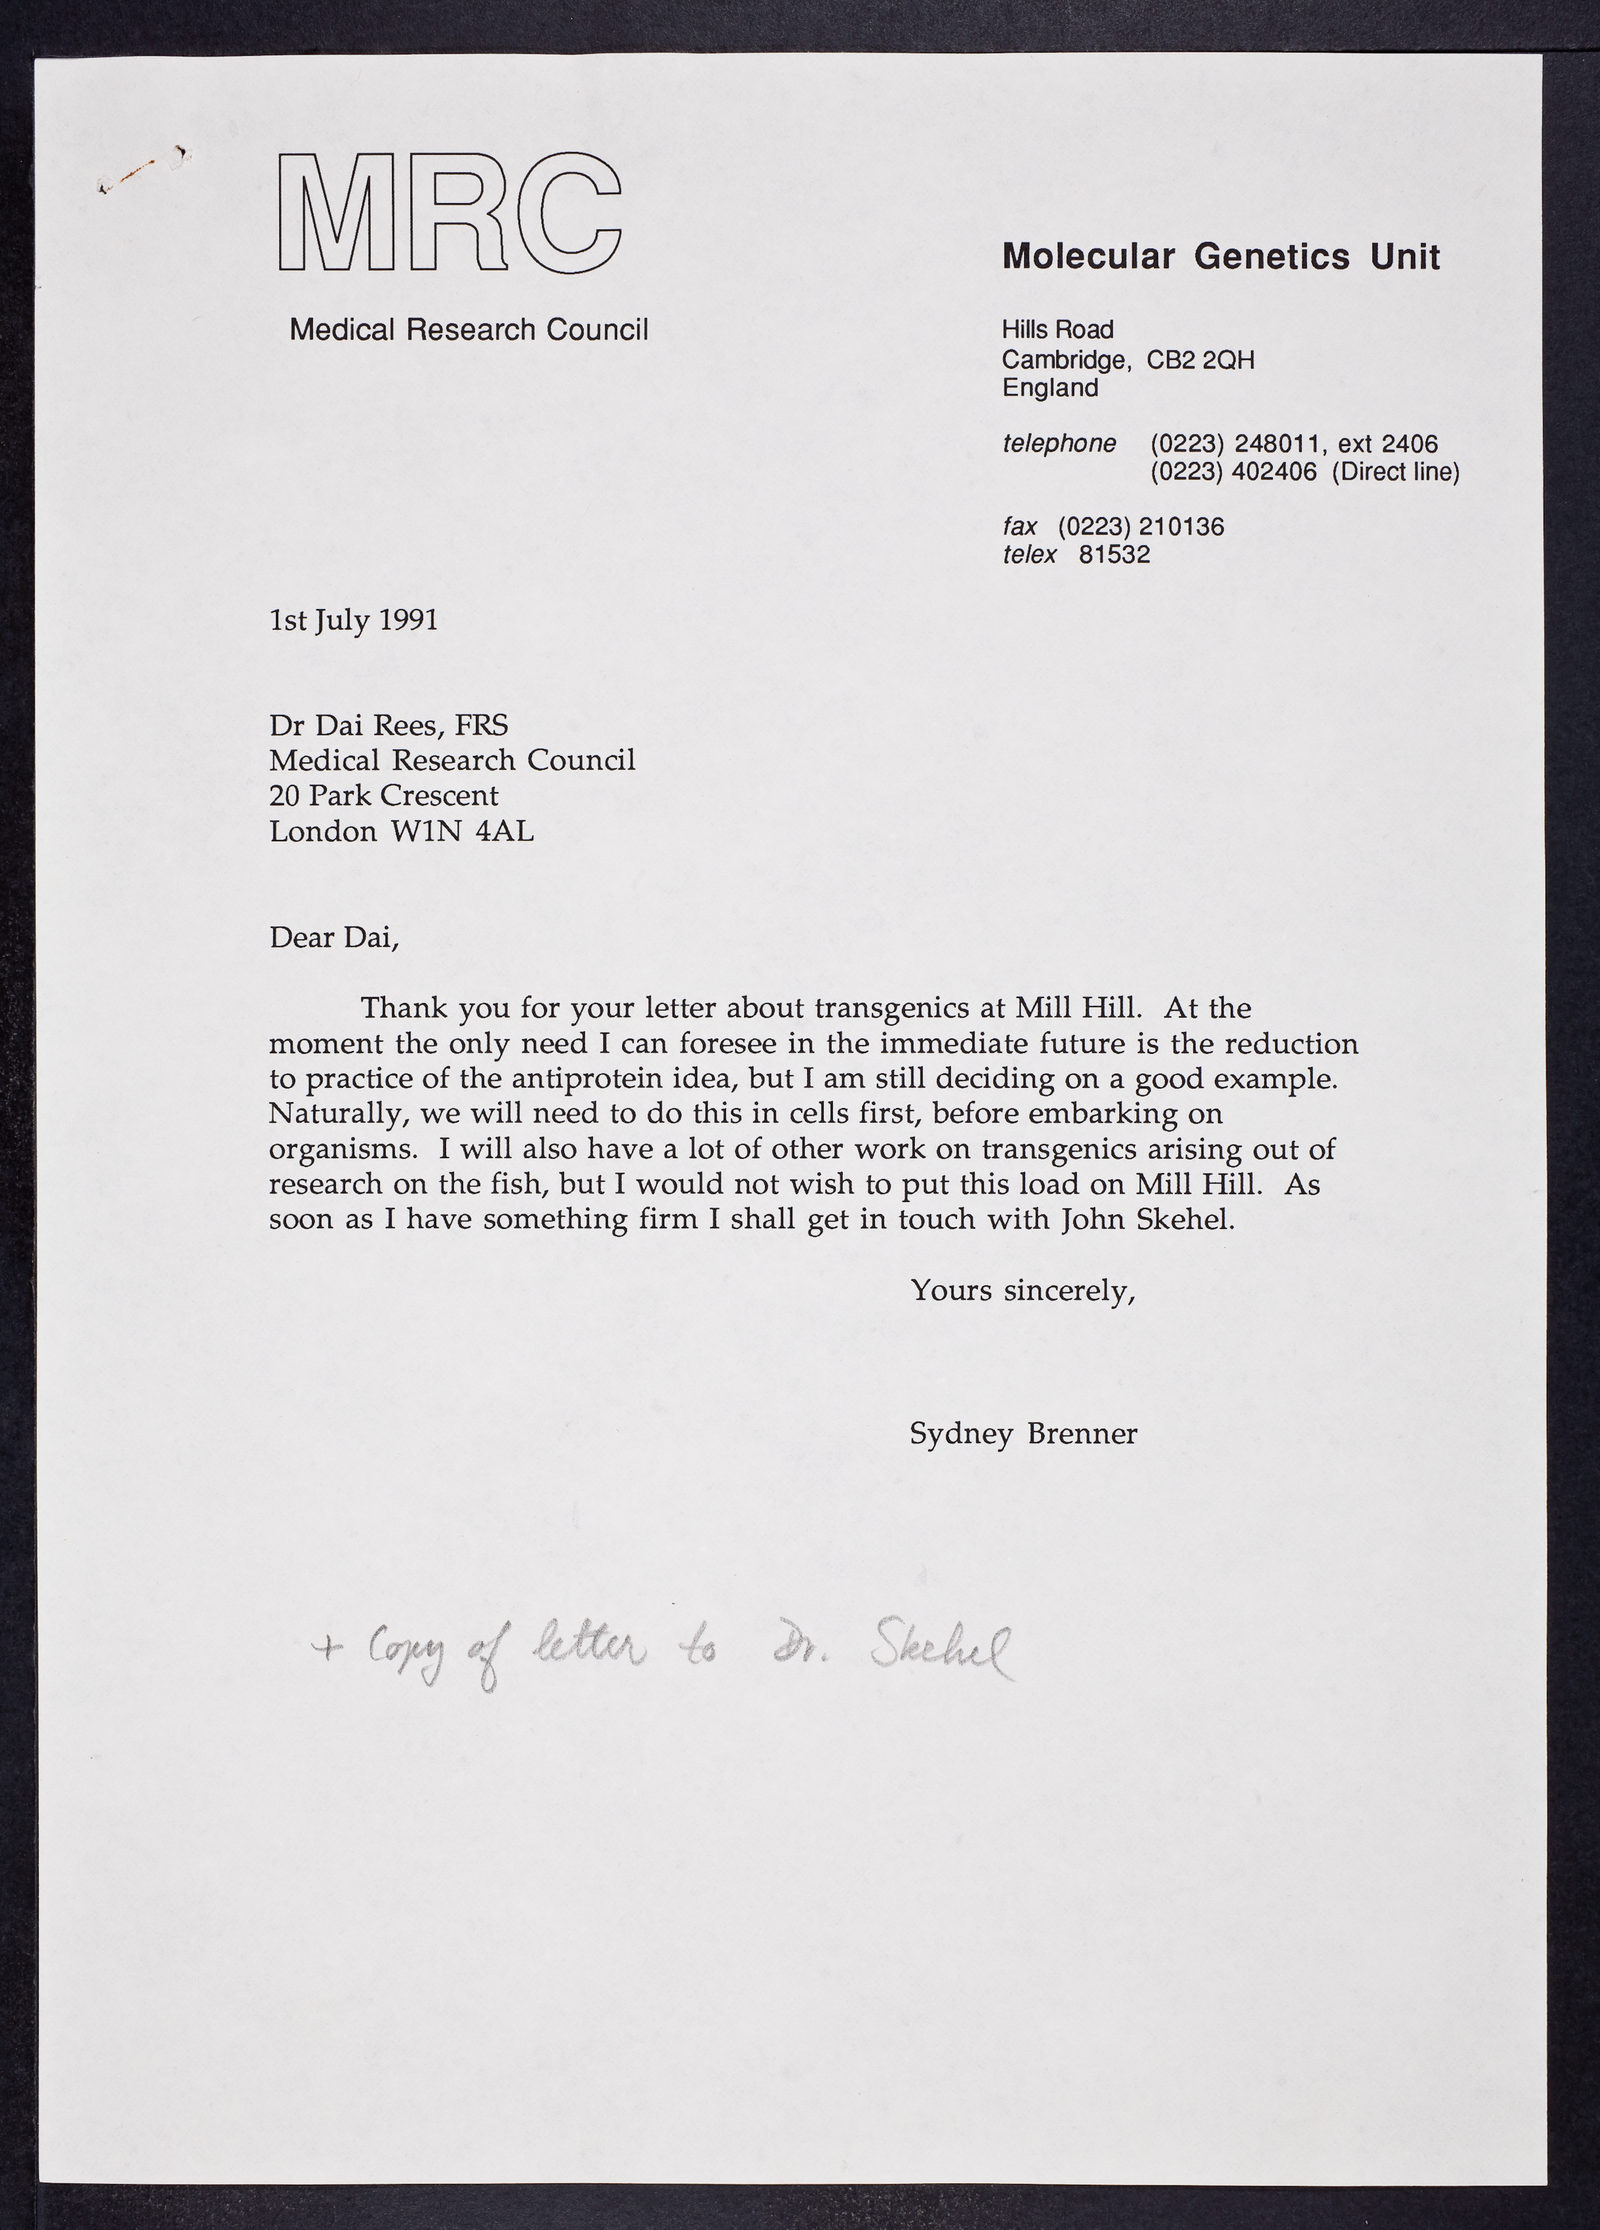 MRC
Medical Research Council
Molecular Genetics Unit
Hills Road
Cambridge, CB2 2QH
England
telephone (0223) 248011, ext 2406
(0223) 402406 (Direct line)
fax (0223) 210136
telex 81532
1st July 1991
Dr Dai Rees, FRS
Medical Research Council
20 Park Crescent
London W1N 4AL
Dear Dai,
Thank you for your letter about transgenics at Mill Hill. At the
moment the only need I can foresee in the immediate future is the reduction
to practice of the antiprotein idea, but I am still deciding on a good example.
Naturally, we will need to do this in cells first, before embarking on
organisms. I will also have a lot of other work on transgenics arising out of
research on the fish, but I would not wish to put this load on Mill Hill. As
soon as I have something firm I shall get in touch with John Skehel.
Yours sincerely,
Sydney Brenner
+ Copy of letter to Dr. Skehel